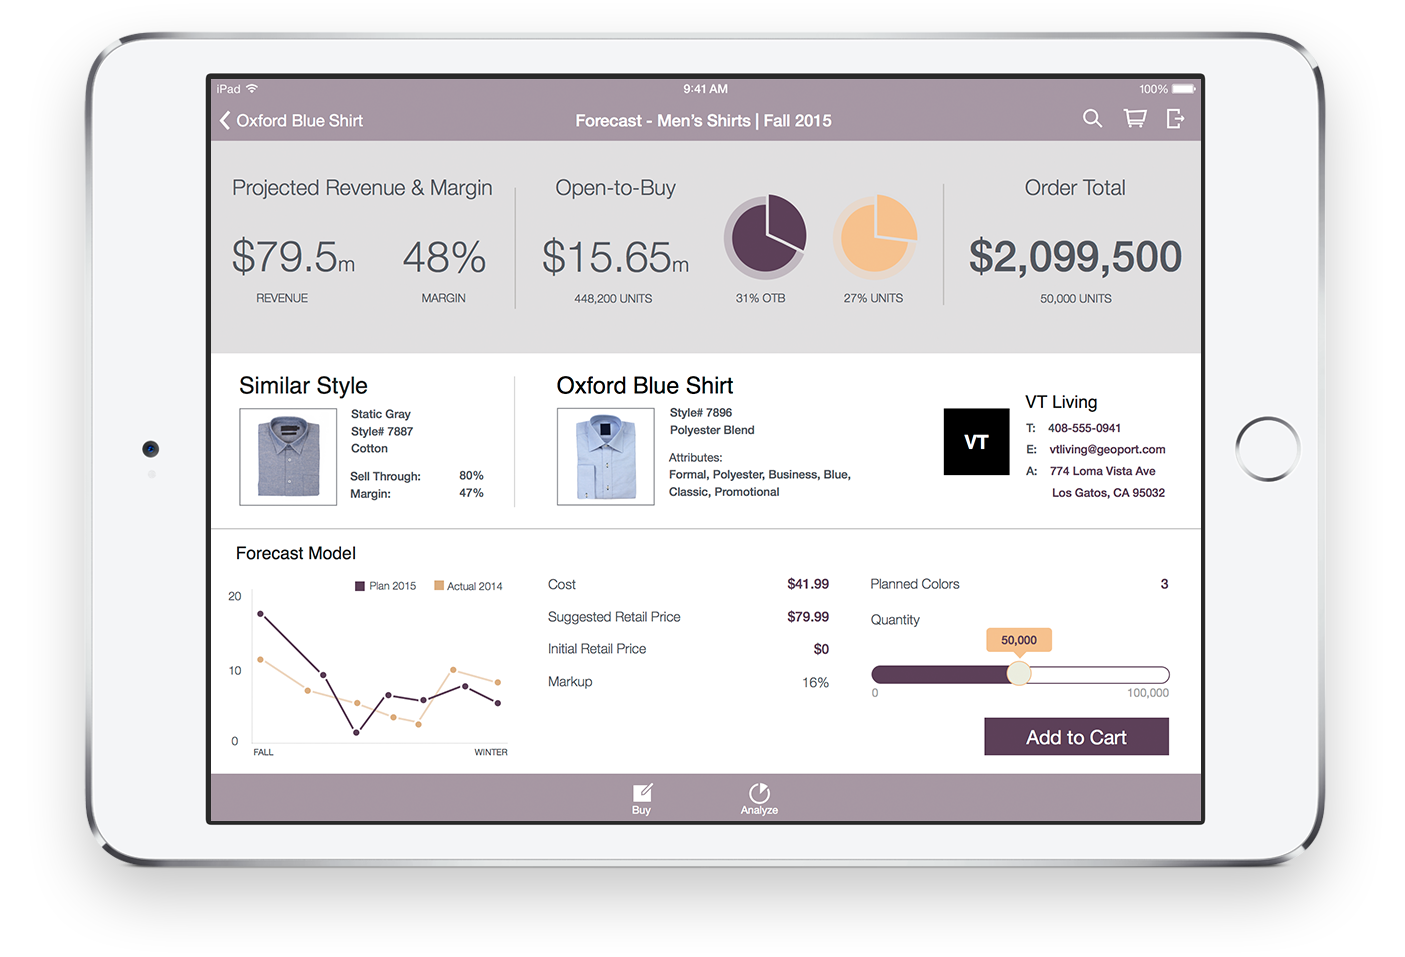 iPad
9:41 AM
100%
Oxford Blue Shirt
Forecast - Men's Shirts | Fall 2015
Projected Revenue & Margin
$79.5m
48%
REVENUE
MARGIN
Open-to-Buy
$15.65m
448,200 UNITS
31% OTB
27% UNITS
Order Total
$2,099,500
50,000 UNITS
Similar Style
Static Gray
Style# 7887
Cotton
Sell Through: 80%
Margin: 47%
Oxford Blue Shirt
Style# 7896
Polyester Blend
Attributes:
Formal, Polyester, Business, Blue,
Classic, Promotional
VT
VT Living
T: 408-555-0941
E: vtliving@geoport.com
A: 774 Loma Vista Ave
Los Gatos, CA 95032
Forecast Model
Plan 2015
Actual 2014
20
10
0
FALL
WINTER
Cost $41.99
Suggested Retail Price $79.99
Initial Retail Price $0
Markup 16%
Planned Colors 3
Quantity
50,000
0
100,000
Add to Cart
Buy
Analyze